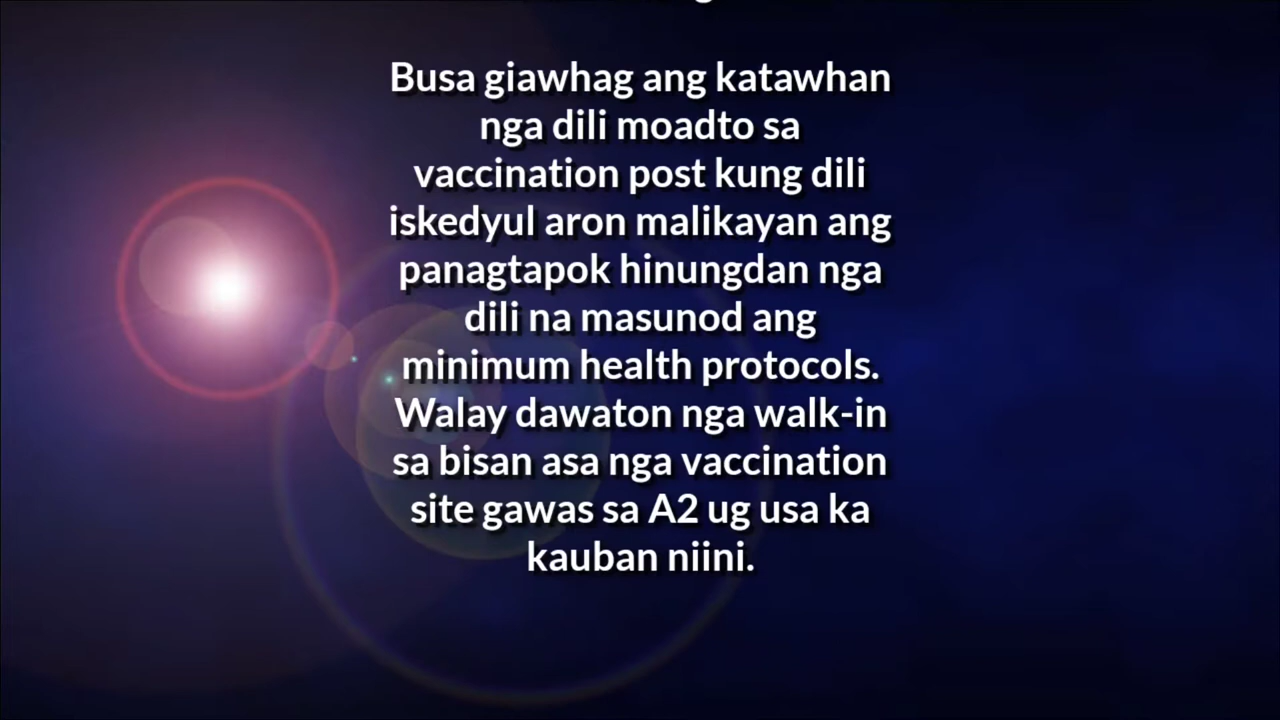 Busa giawhag ang katawhan
nga dili moadto sa
vaccination post kung dili
iskedyul aron malikayan ang
panagtapok hinungdan nga
dili na masunod ang
minimum health protocols.
Walay dawaton nga walk-in
sa bisan asa nga vaccination
site gawas sa A2 ug usa ka
kauban niini.